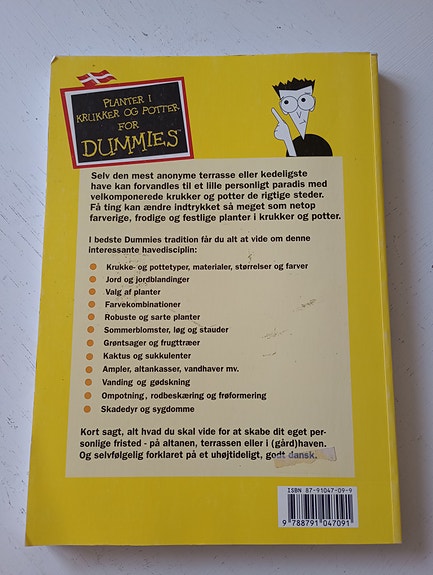 PLANTER I
KRUKKER OG POTTER
FOR
DUMMIES™
Selv den mest anonyme terrasse eller kedeligste
have kan forvandles til et lille personligt paradis med
velkomponerede krukker og potter de rigtige steder.
Få ting kan ændre indtrykket så meget som netop
farverige, frodige og festlige planter i krukker og potter.
I bedste Dummies tradition får du alt at vide om denne
interessante havedisciplin:
Krukke- og pottetyper, materialer, størrelser og farver
Jord og jordblandinger
Valg af planter
Farvekombinationer
Robuste og sarte planter
Sommerblomster, løg og stauder
Grøntsager og frugttræer
Kaktus og sukkulenter
Ampler, altankasser, vandhaver mv.
Vanding og gødskning
Ompotning, rodbeskæring og frøformering
Skadedyr og sygdomme
Kort sagt, alt hvad du skal vide for at skabe dit eget per-
sonlige fristed - på altanen, terrassen eller i (gård)haven.
Og selvfølgelig forklaret på et uhøjtideligt, godt dansk.
ISBN 87-91047-09-9
9 788791 047091